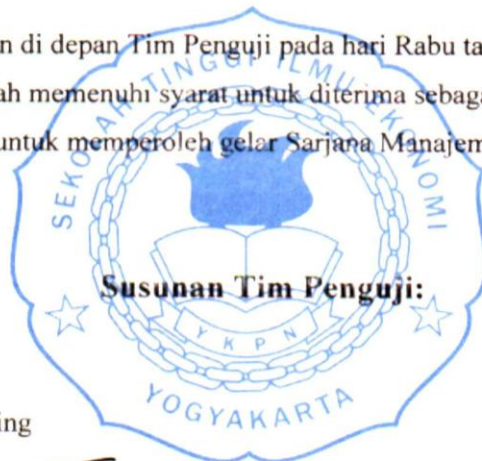 n di depan Tim Penguji pada hari Rabu ta
ah memenuhi syarat untuk diterima sebaga
untuk memperoleh gelar Sarjana Manajem
SEKOLAH TINGGI ILMU EKONOMI
Susunan Tim Penguji:
Y K P N
YOGYAKARTA
ing